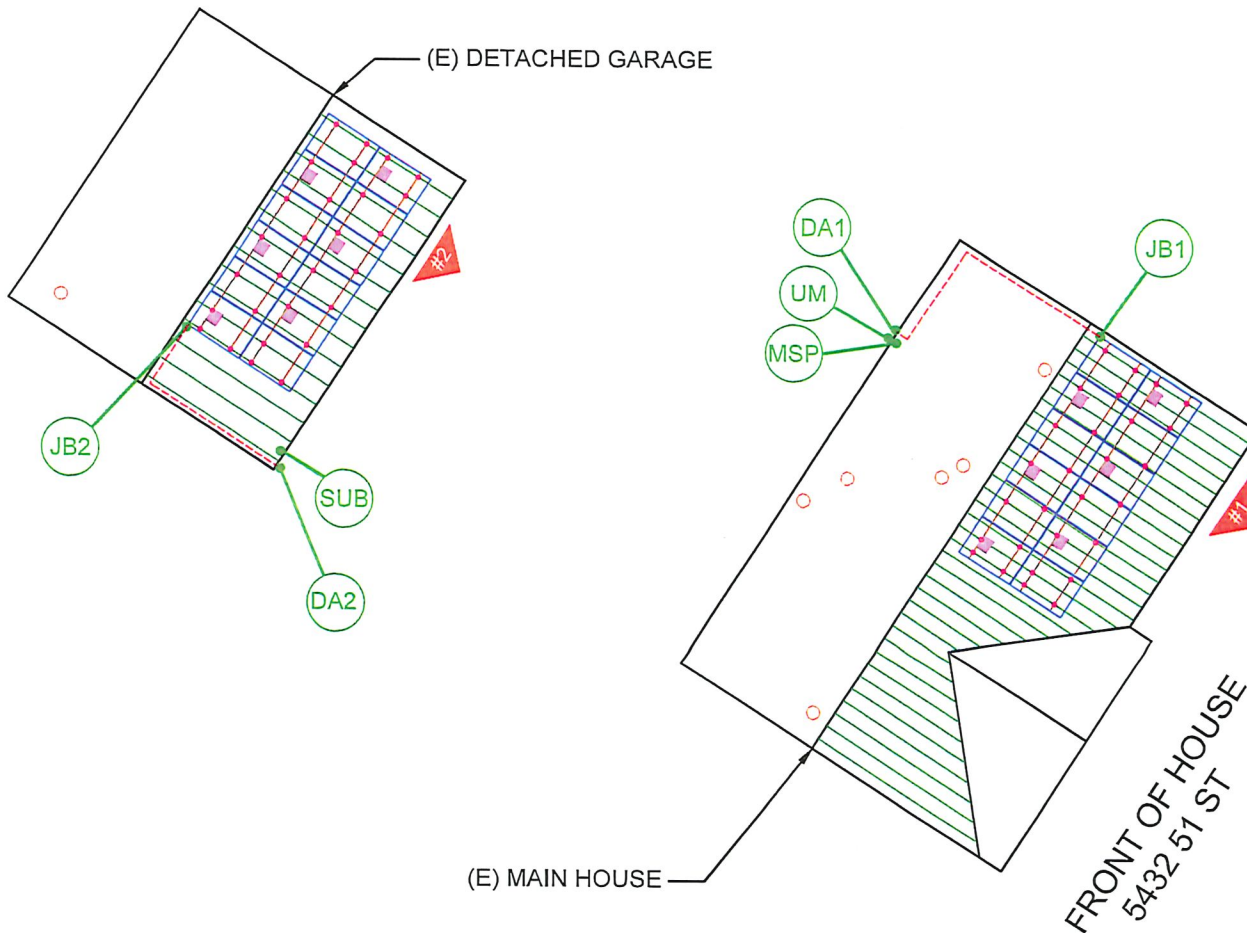 (E) DETACHED GARAGE
#2
DA1
JB1
UM
MSP
JB2
SUB
#1
DA2
(E) MAIN HOUSE
FRONT OF HOUSE
5432 51 ST